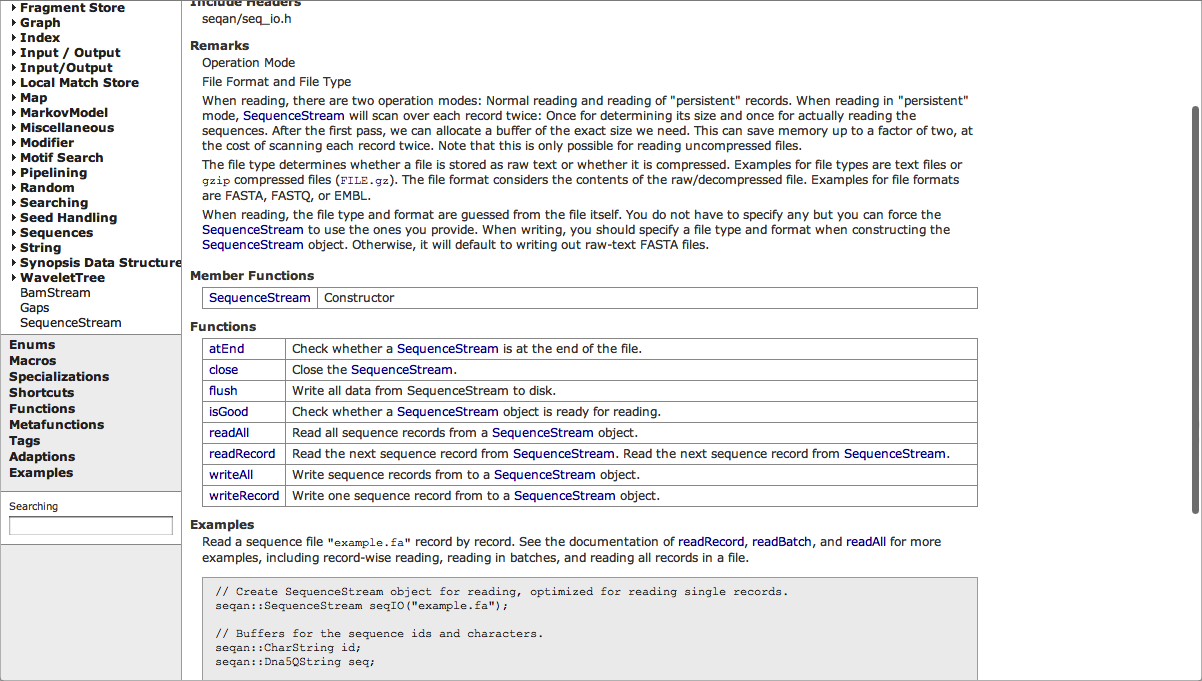 Fragment Store
Graph
Index
Input / Output
Input/Output
Local Match Store
Map
MarkovModel
Miscellaneous
Modifier
Motif Search
Pipelining
Random
Searching
Seed Handling
Sequences
String
Synopsis Data Structure
WaveletTree
BamStream
Gaps
SequenceStream
Enums
Macros
Specializations
Shortcuts
Functions
Metafunctions
Tags
Adaptions
Examples
Searching
Include Headers
seqan/seq_io.h
Remarks
Operation Mode
File Format and File Type
When reading, there are two operation modes: Normal reading and reading of "persistent" records. When reading in "persistent"
mode, SequenceStream will scan over each record twice: Once for determining its size and once for actually reading the
sequences. After the first pass, we can allocate a buffer of the exact size we need. This can save memory up to a factor of two, at
the cost of scanning each record twice. Note that this is only possible for reading uncompressed files.
The file type determines whether a file is stored as raw text or whether it is compressed. Examples for file types are text files or
gzip compressed files (FILE.gz). The file format considers the contents of the raw/decompressed file. Examples for file formats
are FASTA, FASTQ, or EMBL.
When reading, the file type and format are guessed from the file itself. You do not have to specify any but you can force the
SequenceStream to use the ones you provide. When writing, you should specify a file type and format when constructing the
SequenceStream object. Otherwise, it will default to writing out raw-text FASTA files.
Member Functions
SequenceStream Constructor
Functions
atEnd Check whether a SequenceStream is at the end of the file.
close Close the SequenceStream.
flush Write all data from SequenceStream to disk.
isGood Check whether a SequenceStream object is ready for reading.
readAll Read all sequence records from a SequenceStream object.
readRecord Read the next sequence record from SequenceStream. Read the next sequence record from SequenceStream.
writeAll Write sequence records from to a SequenceStream object.
writeRecord Write one sequence record from to a SequenceStream object.
Examples
Read a sequence file "example.fa" record by record. See the documentation of readRecord, readBatch, and readAll for more
examples, including record-wise reading, reading in batches, and reading all records in a file.
// Create SequenceStream object for reading, optimized for reading single records.
seqan::SequenceStream seqIO("example.fa");
// Buffers for the sequence ids and characters.
seqan::CharString id;
seqan::Dna5QString seq;